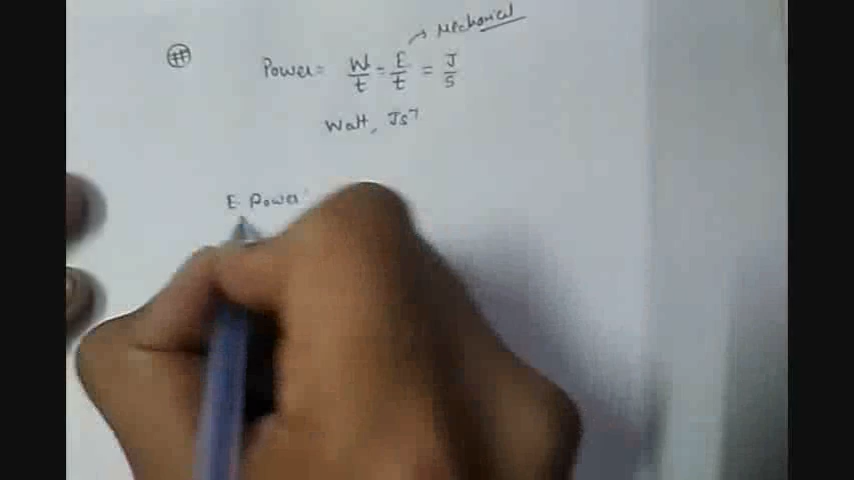 # Power = W/t = E/t = J/s → Mechanical
Watt, Js⁻¹
E. Power